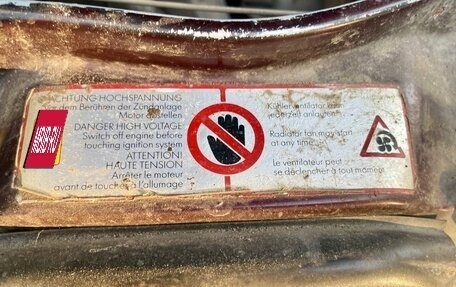 ACHTUNG HOCHSPANNUNG
Vor dem Berühren der Zündanlage
Motor abstellen
DANGER HIGH VOLTAGE
Switch off engine before
touching ignition system
ATTENTION!
HAUTE TENSION
Arrêter le moteur
avant de toucher à l'allumage
Kühlerventilator kann
jederzeit anlaufen
Radiator fan may start
at any time
Le ventilateur peut
se déclencher à tout moment